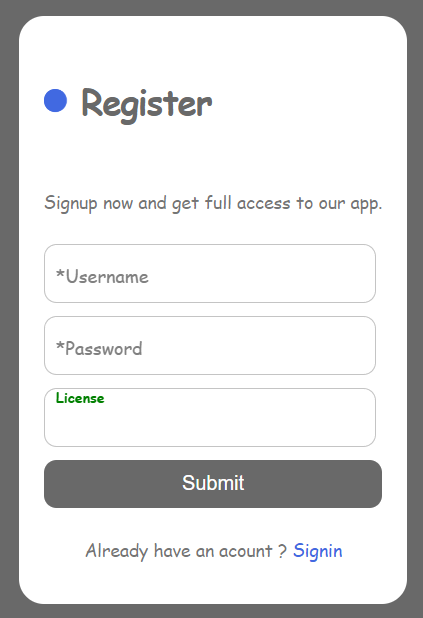 Register
Signup now and get full access to our app.
*Username
*Password
License
Submit
Already have an acount ? Signin